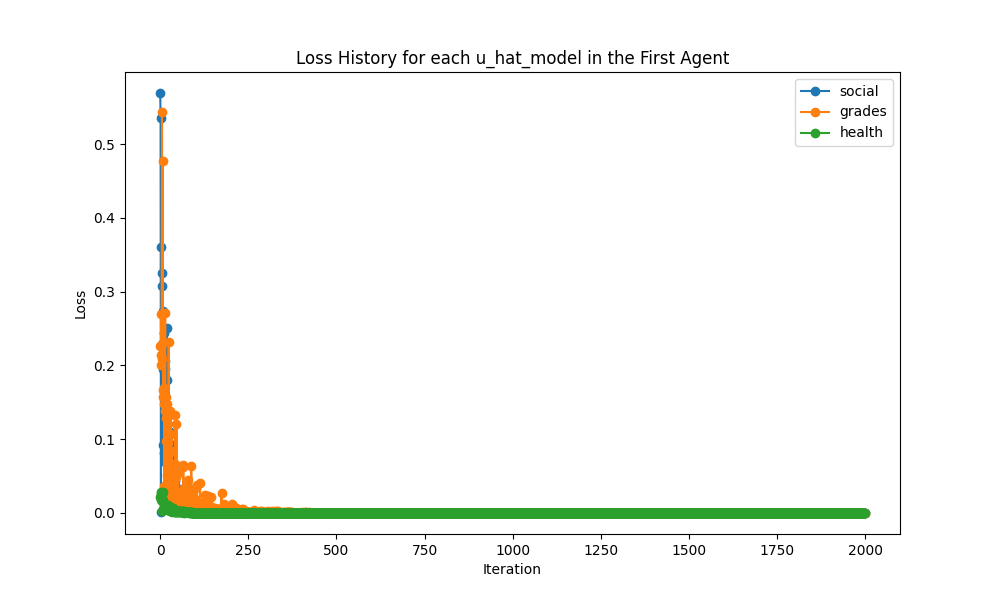 Loss History for each u_hat_model in the First Agent
social
grades
health
Loss
0.5
0.4
0.3
0.2
0.1
0.0
0 250 500 750 1000 1250 1500 1750 2000
Iteration